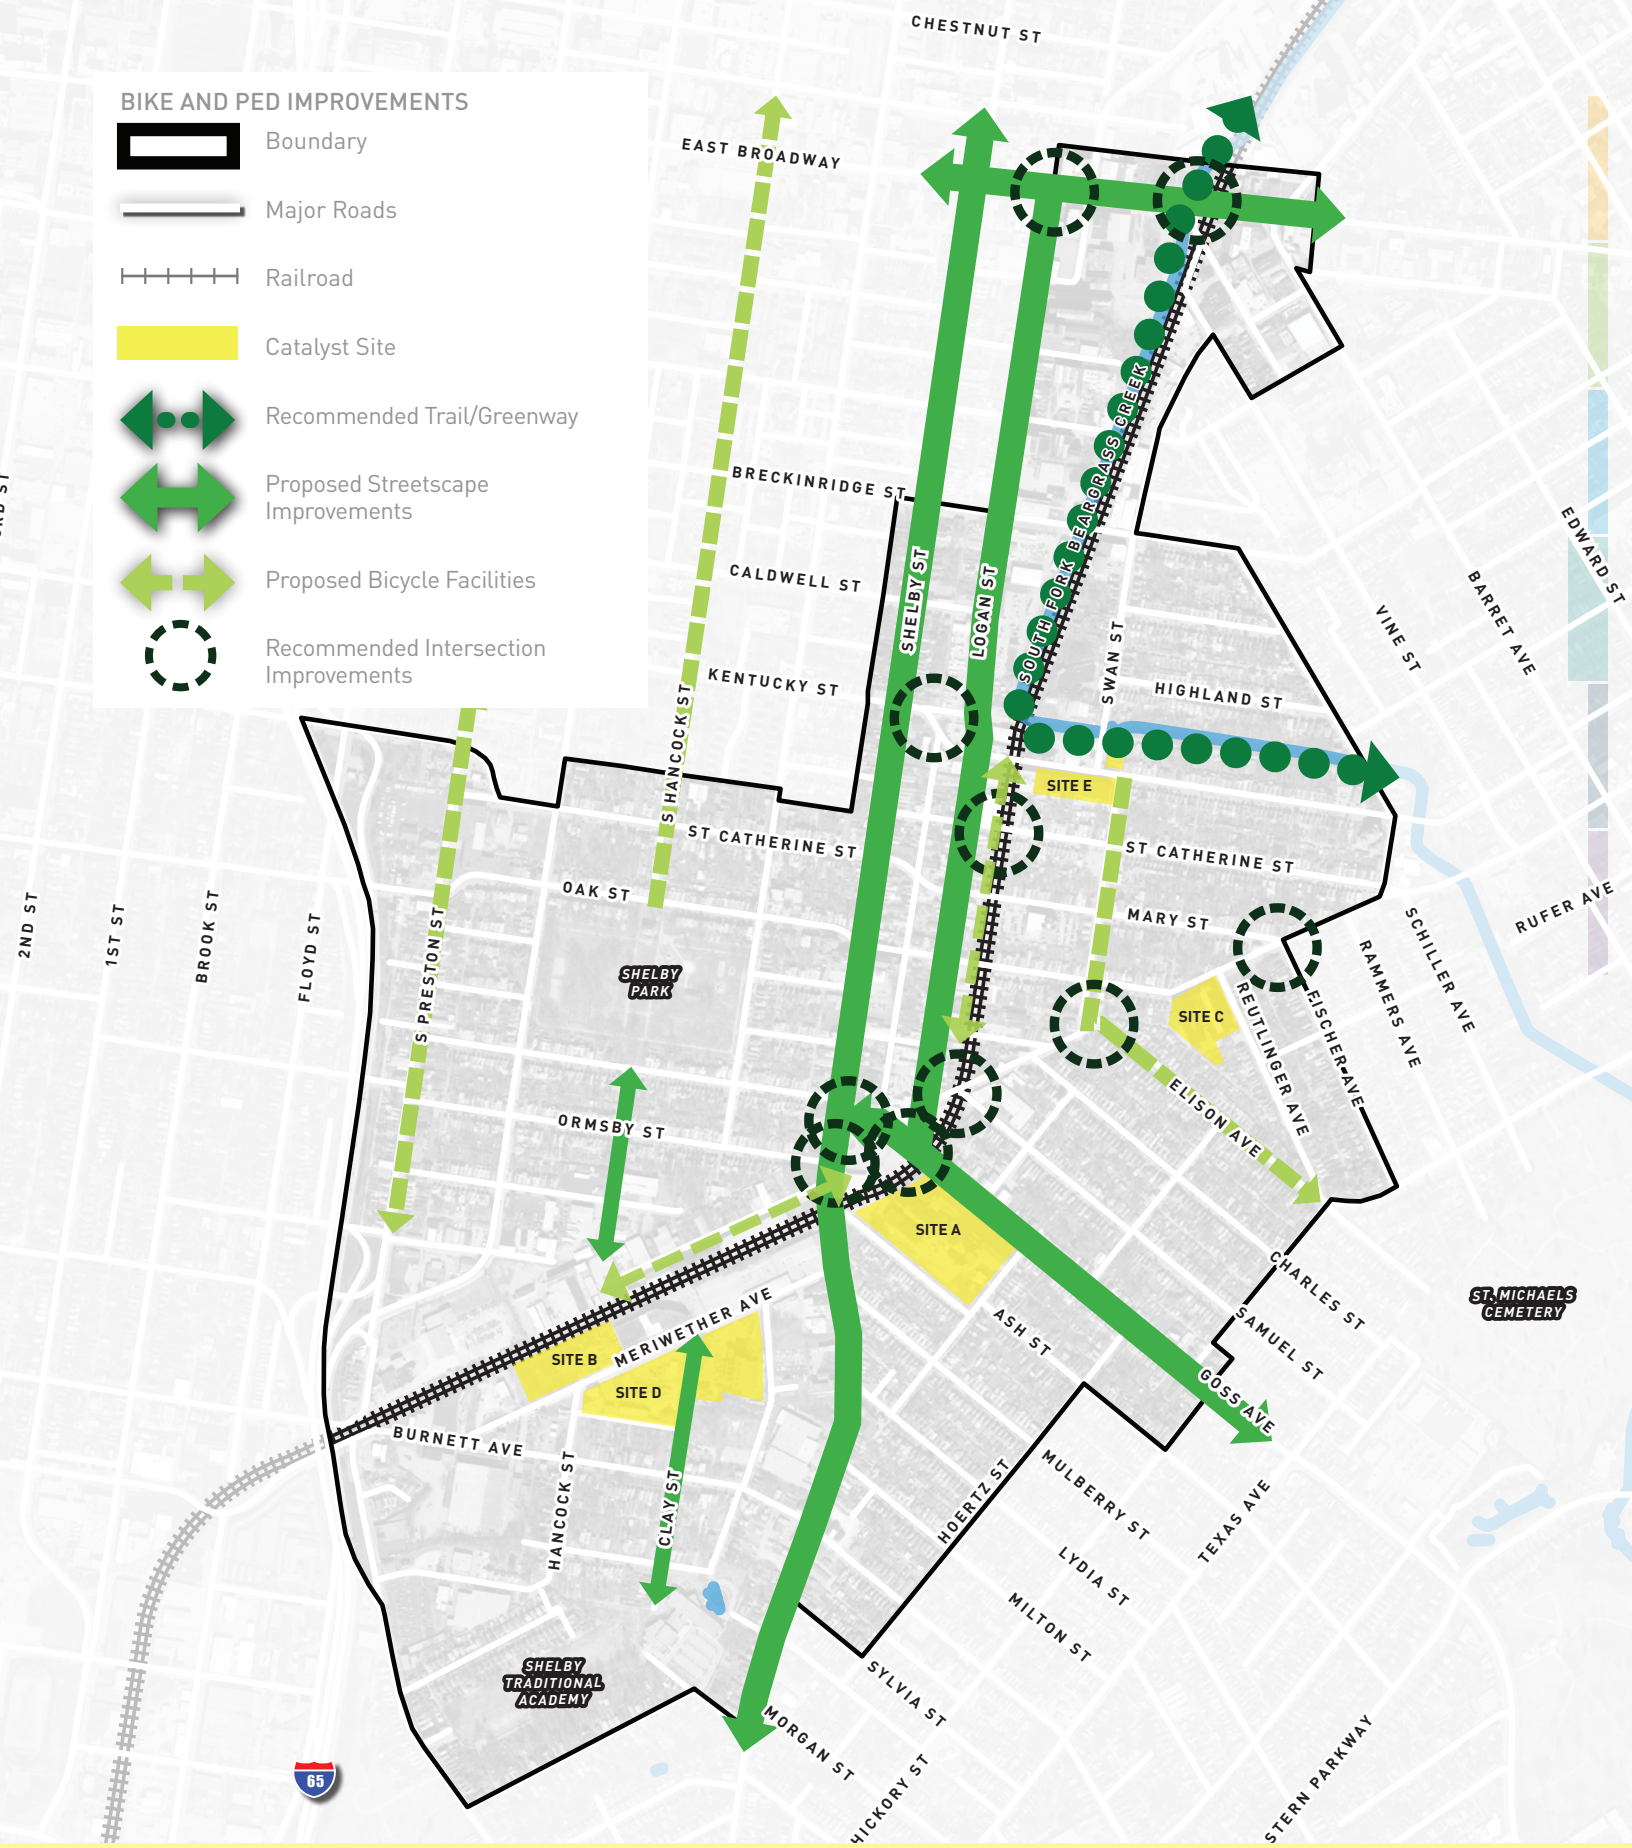 CHESTNUT ST
BIKE AND PED IMPROVEMENTS
Boundary
Major Roads
Railroad
Catalyst Site
Recommended Trail/Greenway
Proposed Streetscape
Improvements
Proposed Bicycle Facilities
Recommended Intersection
Improvements
EAST BROADWAY
BRECKINRIDGE ST
CALDWELL ST
KENTUCKY ST
SHELBY ST
LOGAN ST
SOUTH FORK BEARGRASS CREEK
SWAN ST
HIGHLAND ST
VINE ST
BARRET AVE
EDWARD ST
S HANCOCK ST
ST CATHERINE ST
OAK ST
SITE E
ST CATHERINE ST
MARY ST
2ND ST
1ST ST
BROOK ST
FLOYD ST
S PRESTON ST
SHELBY
PARK
SITE C
REUTLINGER AVE
FISCHER AVE
RAMMERS AVE
SCHILLER AVE
RUFER AVE
ORMSBY ST
ELISON AVE
SITE A
CHARLES ST
SAMUEL ST
ST. MICHAELS
CEMETERY
MERIWETHER AVE
ASH ST
SITE B
SITE D
GOSS AVE
BURNETT AVE
HANCOCK ST
CLAY ST
HOERTZ ST
MULBERRY ST
TEXAS AVE
LYDIA ST
MILTON ST
SHELBY
TRADITIONAL
ACADEMY
SYLVIA ST
MORGAN ST
HICKORY ST
STERN PARKWAY
65